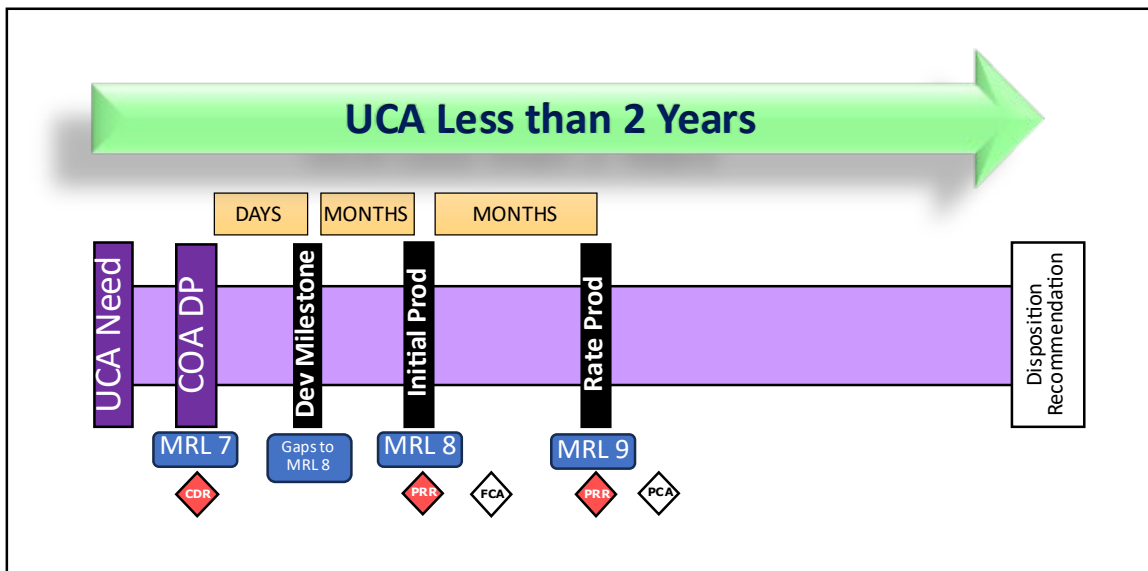 UCA Less than 2 Years
DAYS
MONTHS
MONTHS
UCA Need
COA DP
Dev Milestone
Initial Prod
Rate Prod
Disposition
Recommendation
MRL 7
Gaps to
MRL 8
MRL 8
MRL 9
CDR
PRR
FCA
PRR
PCA